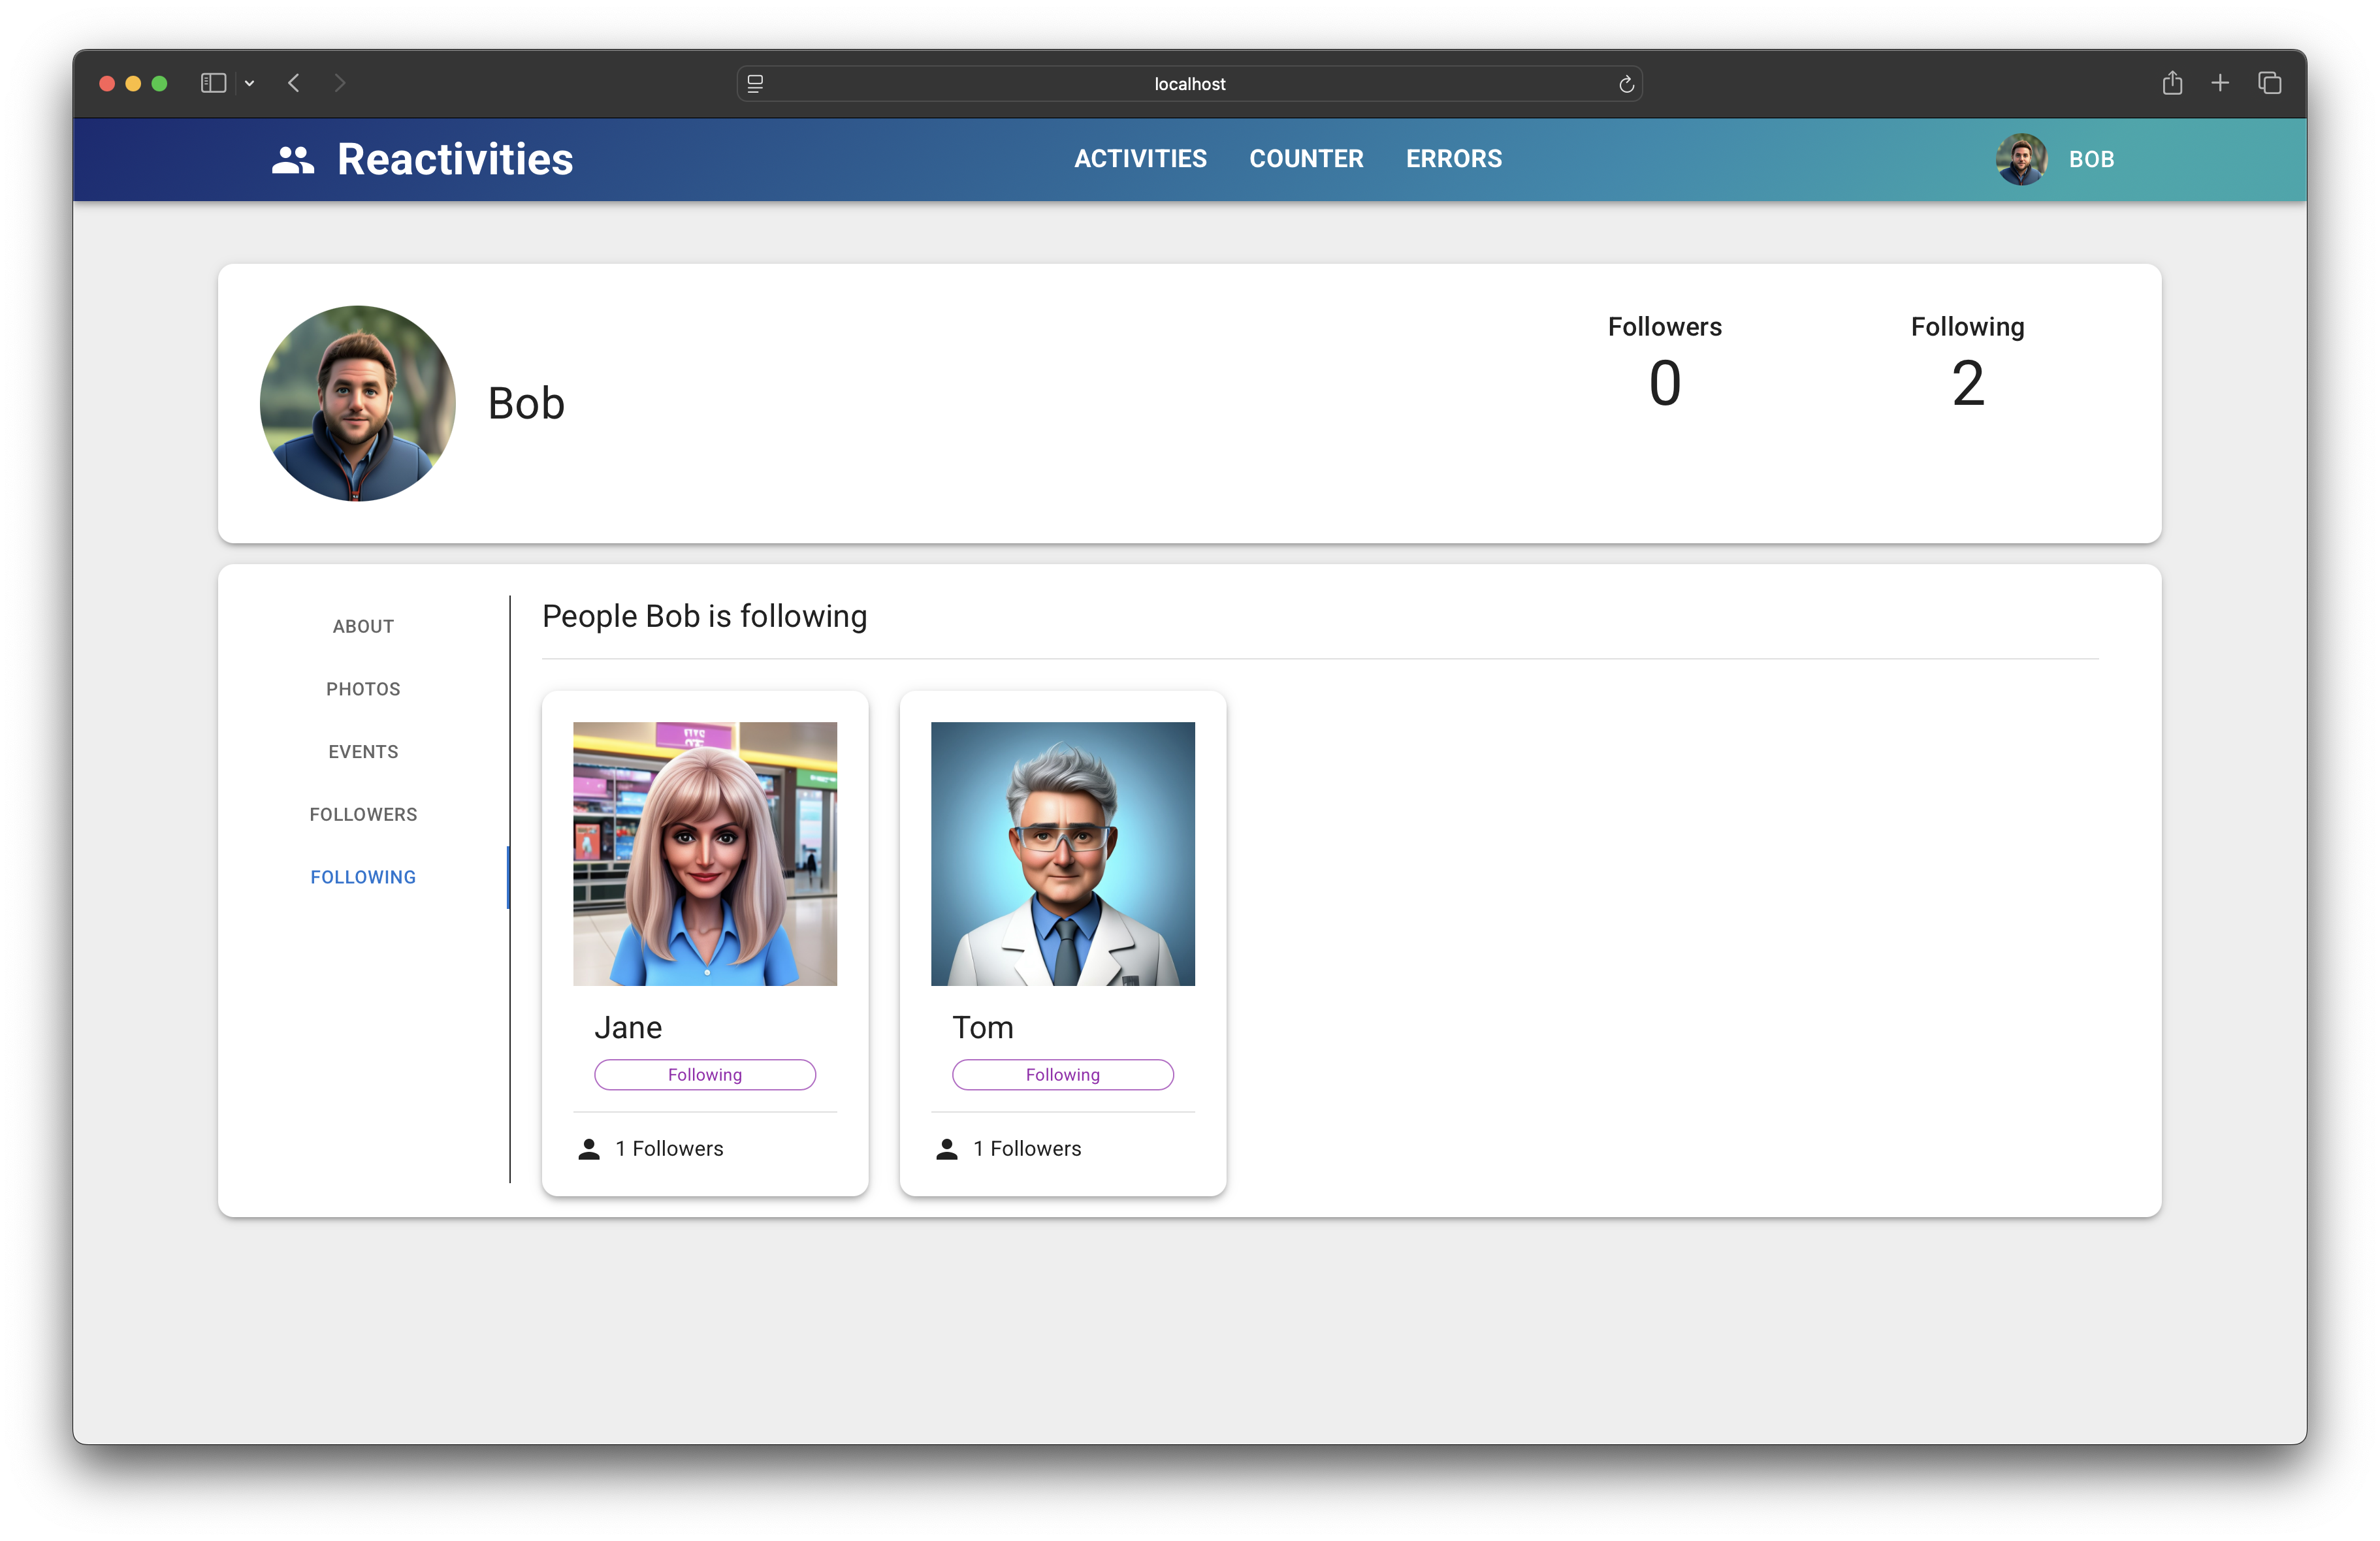 localhost
Reactivities
ACTIVITIES COUNTER ERRORS
BOB
Bob
Followers
0
Following
2
ABOUT
PHOTOS
EVENTS
FOLLOWERS
FOLLOWING
People Bob is following
Jane
Following
1 Followers
Tom
Following
1 Followers